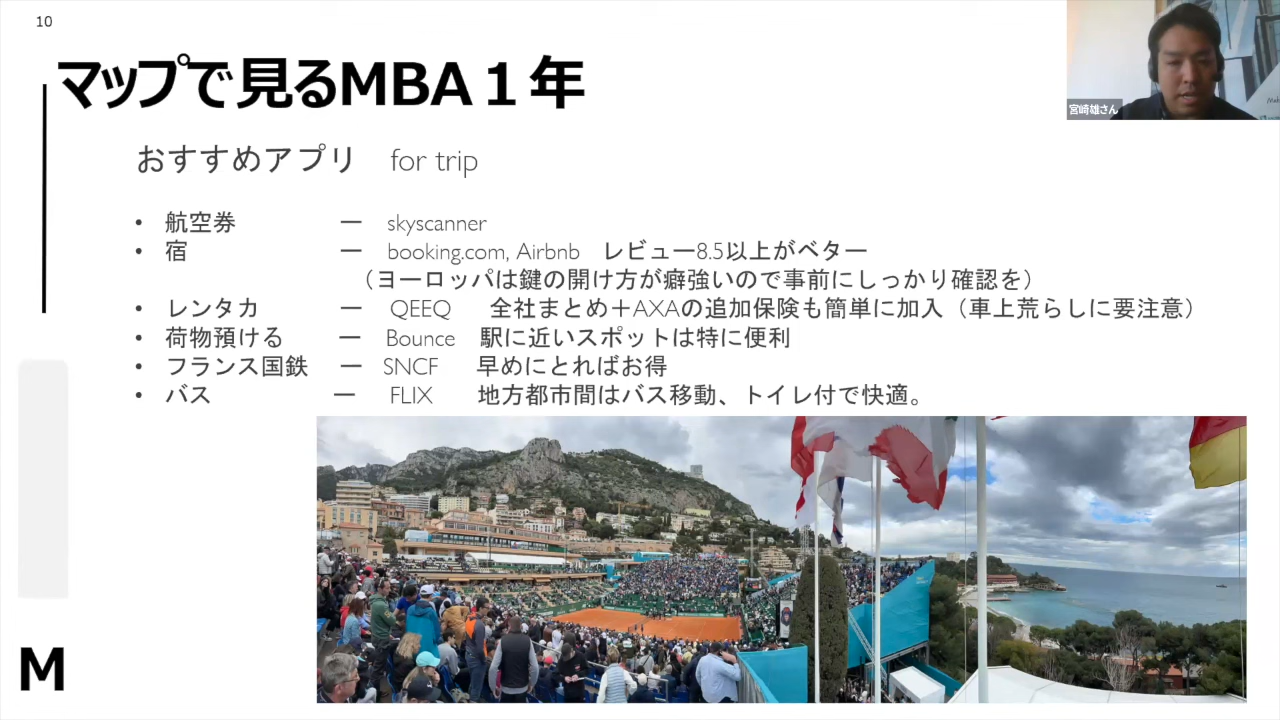 10
マップで見るMBA１年
宮崎雄さん
おすすめアプリ for trip
• 航空券 ー skyscanner
• 宿 ー booking.com, Airbnb レビュー8.5以上がベター
（ヨーロッパは鍵の開け方が癖強いので事前にしっかり確認を）
• レンタカ ー QEEQ 全社まとめ＋AXAの追加保険も簡単に加入（車上荒らしに要注意）
• 荷物預ける ー Bounce 駅に近いスポットは特に便利
• フランス国鉄 ー SNCF 早めにとればお得
• バス ー FLIX 地方都市間はバス移動、トイレ付で快適。
M